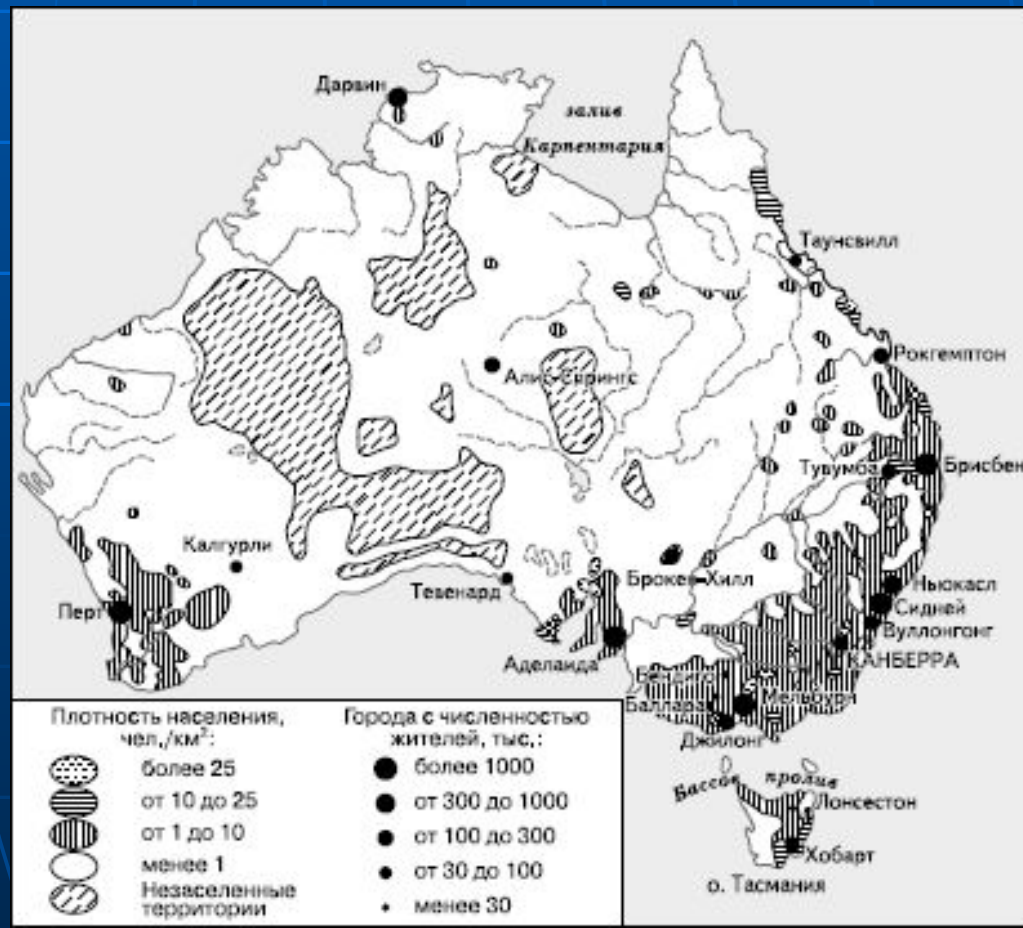 Дарвин
залив
Карпентария
Таунсвилл
Рокгемптон
Алис-Спрингс
Тувумба
Брисбен
Калгурли
Тевенард
Брокен-Хилл
Ньюкасл
Сидней
Перт
Вуллонгонг
Аделаида
КАНБЕРРА
Бендиго
Мельбурн
Баллара
Джилонг
Плотность населения,
чел,/км²:
более 25
от 10 до 25
от 1 до 10
менее 1
Незаселенные
территории
Города с численностью
жителей, тыс,:
более 1000
от 300 до 1000
от 100 до 300
от 30 до 100
менее 30
Бассов пролив
Лонсестон
Хобарт
о. Тасмания